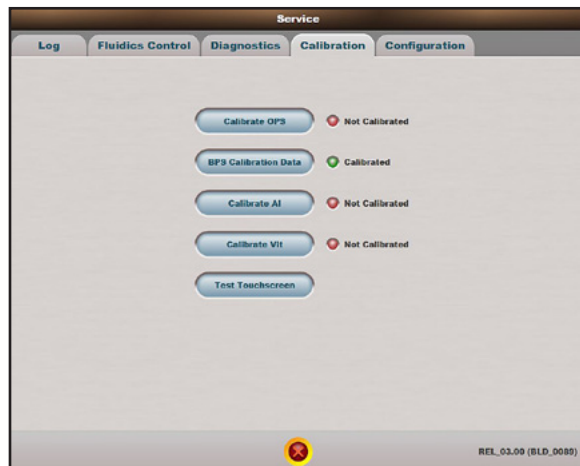 Service
Log Fluidics Control Diagnostics Calibration Configuration
Calibrate OPS Not Calibrated
BPS Calibration Data Calibrated
Calibrate AI Not Calibrated
Calibrate Vit Not Calibrated
Test Touchscreen
REL_03.00 (BLD_0089)